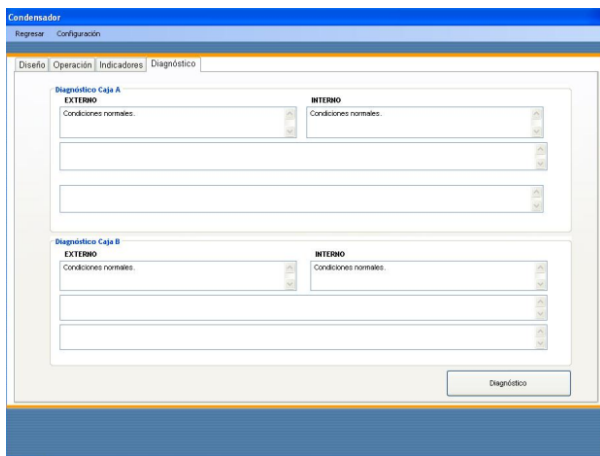 Condensador
Regresar Configuración
Diseño Operación Indicadores Diagnóstico
Diagnóstico Caja A
EXTERNO INTERNO
Condiciones normales. Condiciones normales.
Diagnóstico Caja B
EXTERNO INTERNO
Condiciones normales. Condiciones normales.
Diagnóstico